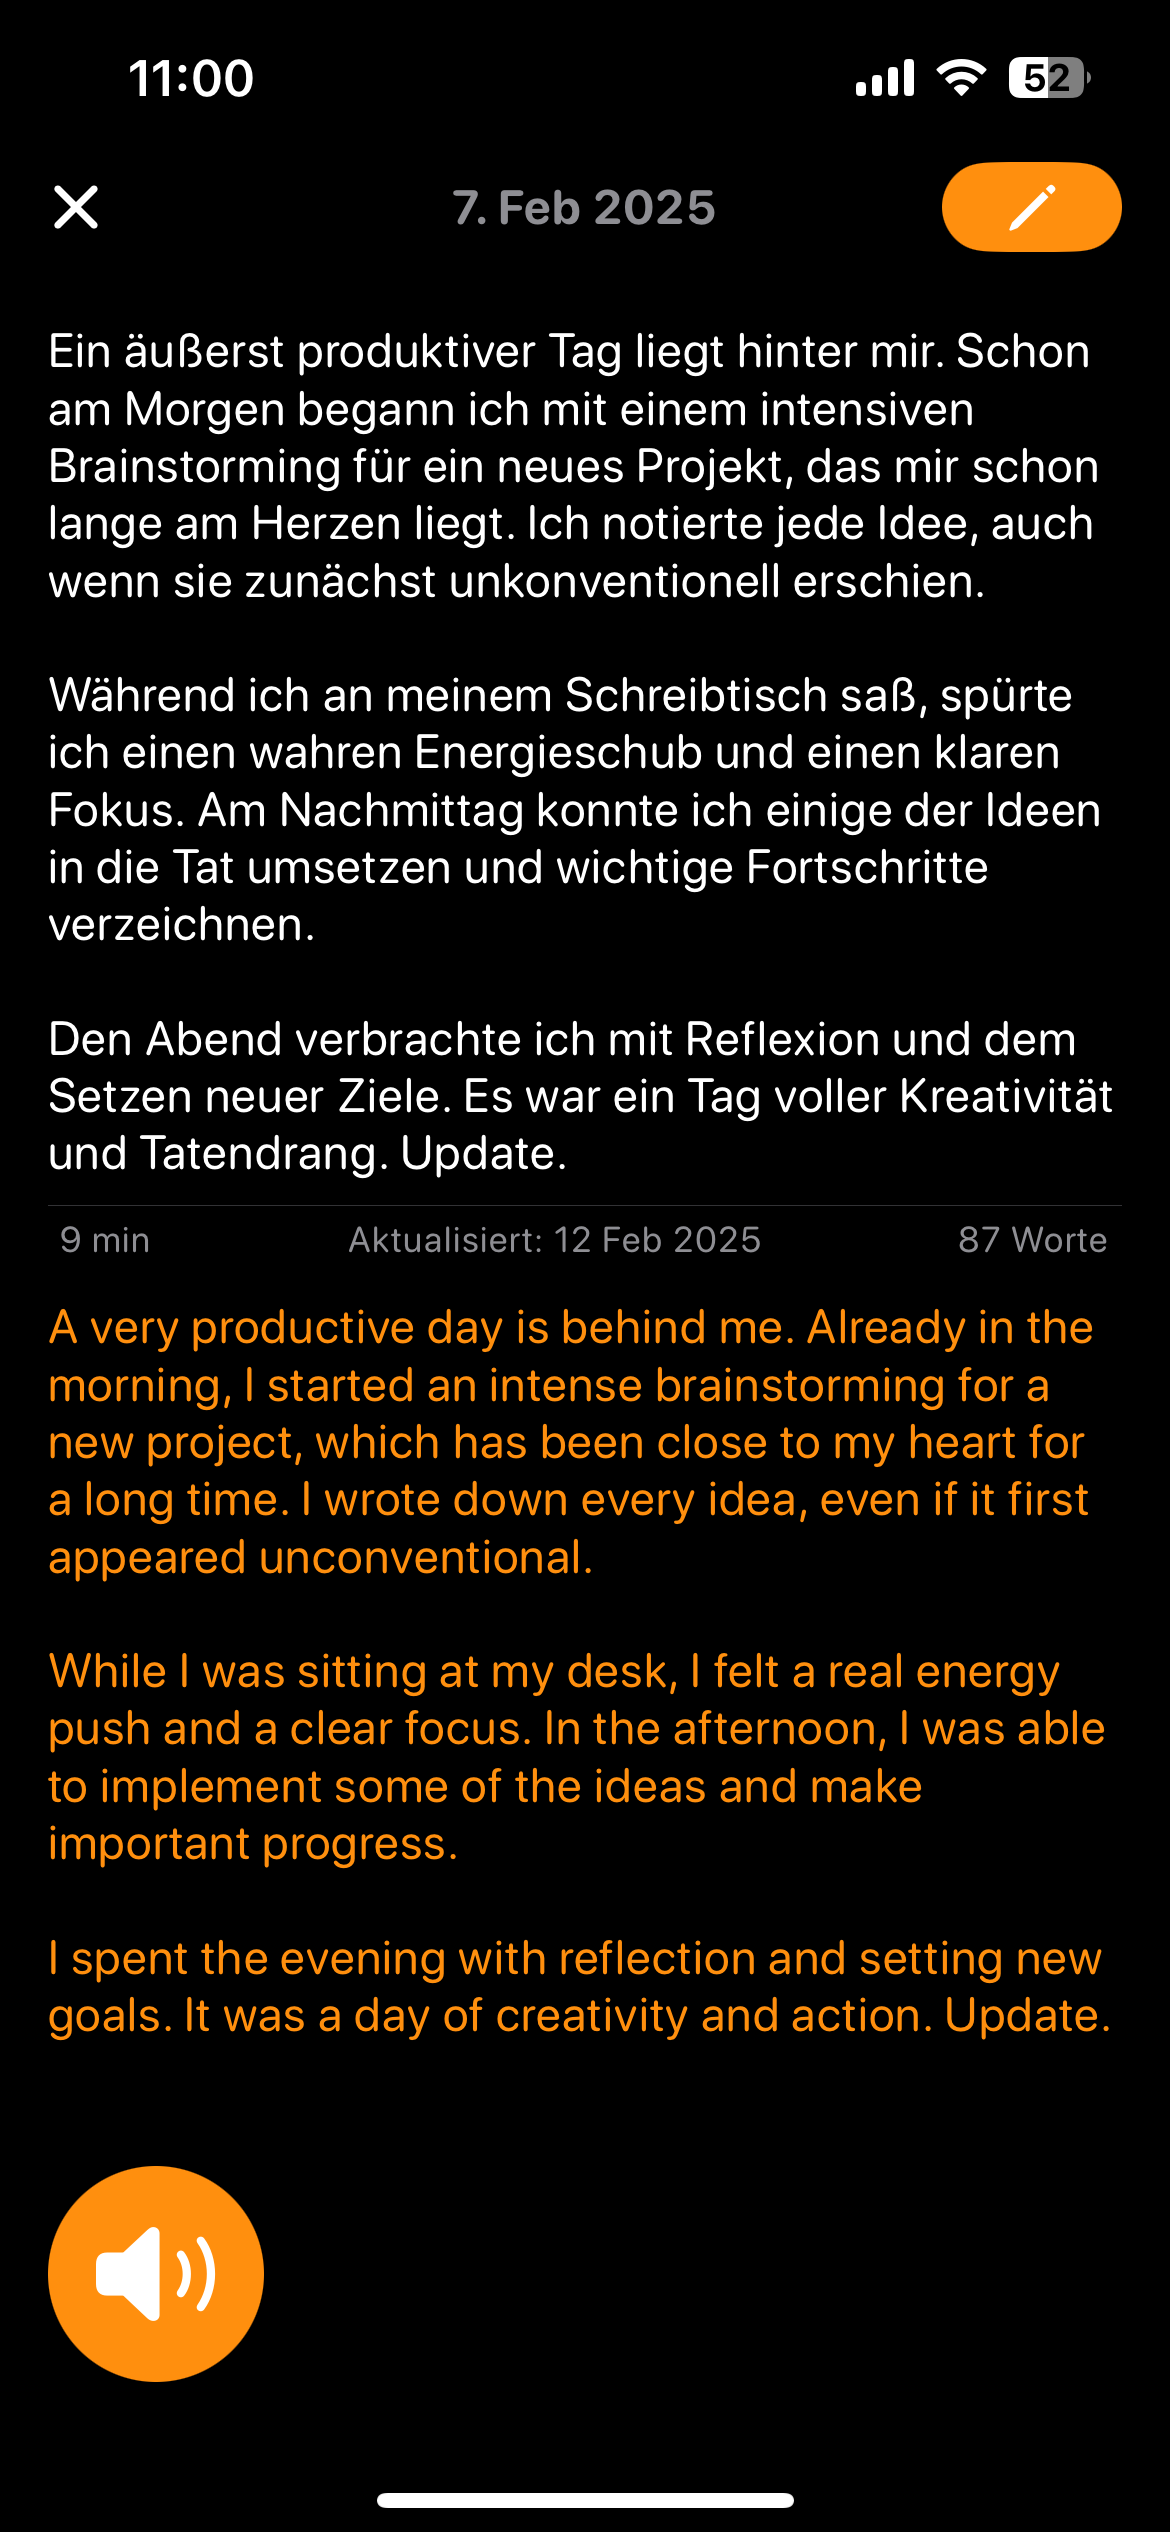 11:00
52
7. Feb 2025
Ein äußerst produktiver Tag liegt hinter mir. Schon
am Morgen begann ich mit einem intensiven
Brainstorming für ein neues Projekt, das mir schon
lange am Herzen liegt. Ich notierte jede Idee, auch
wenn sie zunächst unkonventionell erschien.
Während ich an meinem Schreibtisch saß, spürte
ich einen wahren Energieschub und einen klaren
Fokus. Am Nachmittag konnte ich einige der Ideen
in die Tat umsetzen und wichtige Fortschritte
verzeichnen.
Den Abend verbrachte ich mit Reflexion und dem
Setzen neuer Ziele. Es war ein Tag voller Kreativität
und Tatendrang. Update.
9 min Aktualisiert: 12 Feb 2025 87 Worte
A very productive day is behind me. Already in the
morning, I started an intense brainstorming for a
new project, which has been close to my heart for
a long time. I wrote down every idea, even if it first
appeared unconventional.
While I was sitting at my desk, I felt a real energy
push and a clear focus. In the afternoon, I was able
to implement some of the ideas and make
important progress.
I spent the evening with reflection and setting new
goals. It was a day of creativity and action. Update.